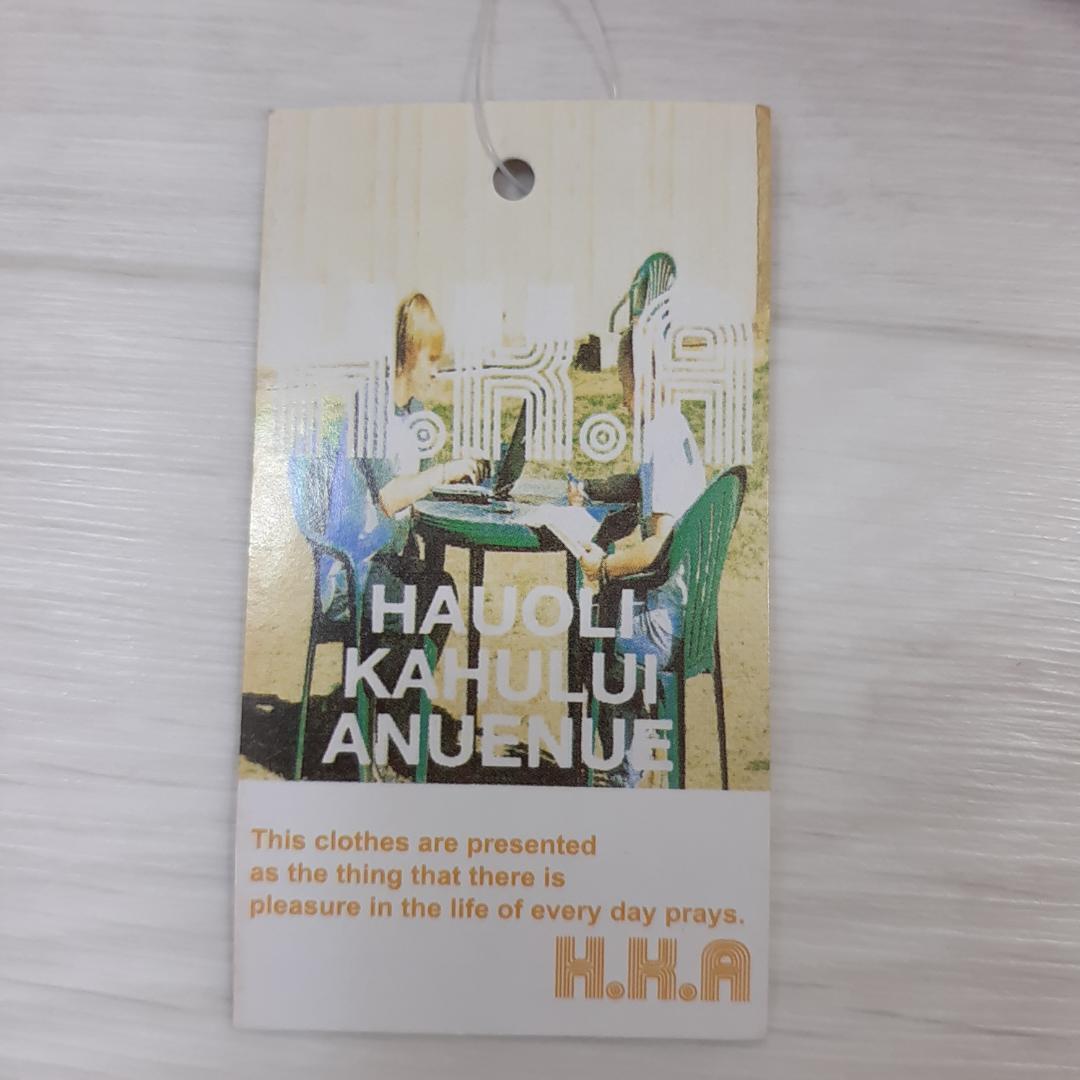 H.K.A
HAUOLI
KAHULUI
ANUENUE
This clothes are presented
as the thing that there is
pleasure in the life of every day prays.
H.K.A